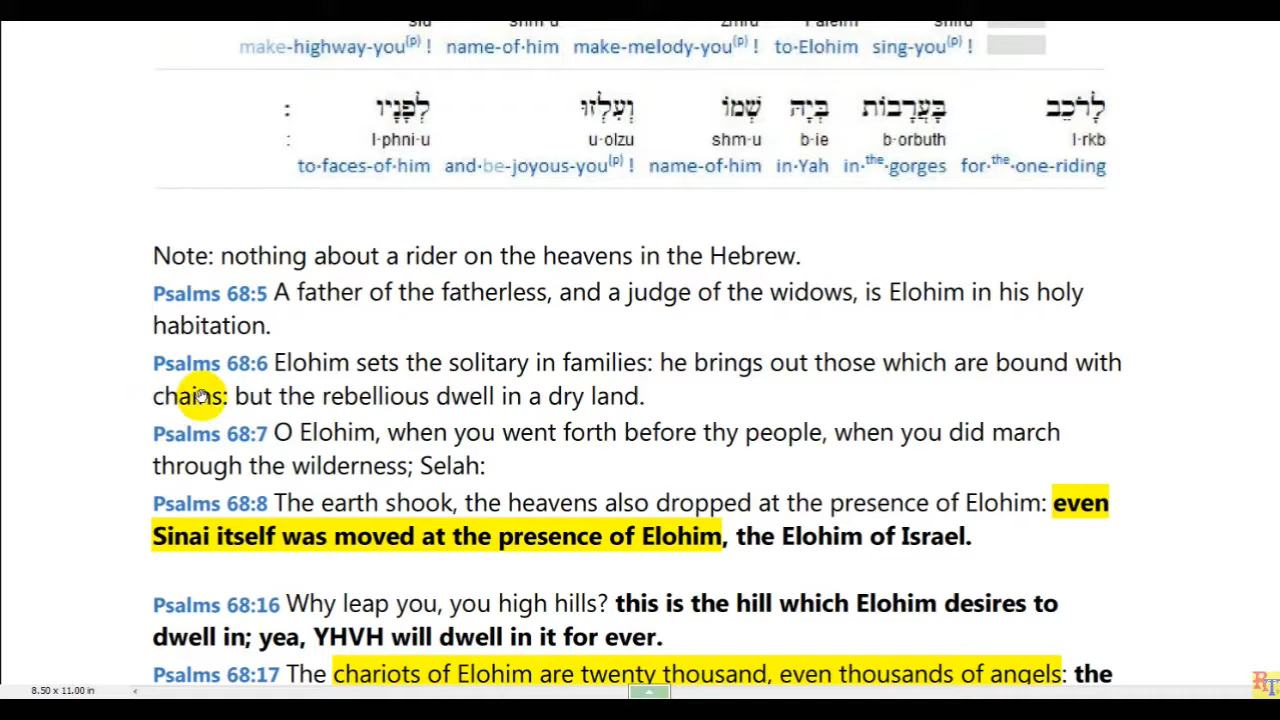 make-highway-you(p) ! name-of·him make-melody-you(p) ! to·Elohim sing-you(p) !
לָרֹכֵב בָּעֲרָבוֹת בְּיָהּ שְׁמוֹ וְעִלְזוּ לְפָנָיו :
l·phni·u u·olzu shm·u b·ie b·orbuth l·rkb
: to·faces-of·him and·be-joyous-you(p) ! name-of·him in·Yah in·the·gorges for·the·one-riding
Note: nothing about a rider on the heavens in the Hebrew.
Psalms 68:5 A father of the fatherless, and a judge of the widows, is Elohim in his holy
habitation.
Psalms 68:6 Elohim sets the solitary in families: he brings out those which are bound with
chains: but the rebellious dwell in a dry land.
Psalms 68:7 O Elohim, when you went forth before thy people, when you did march
through the wilderness; Selah:
Psalms 68:8 The earth shook, the heavens also dropped at the presence of Elohim: even
Sinai itself was moved at the presence of Elohim, the Elohim of Israel.
Psalms 68:16 Why leap you, you high hills? this is the hill which Elohim desires to
dwell in; yea, YHVH will dwell in it for ever.
Psalms 68:17 The chariots of Elohim are twenty thousand, even thousands of angels: the
8.50 x 11.00 in